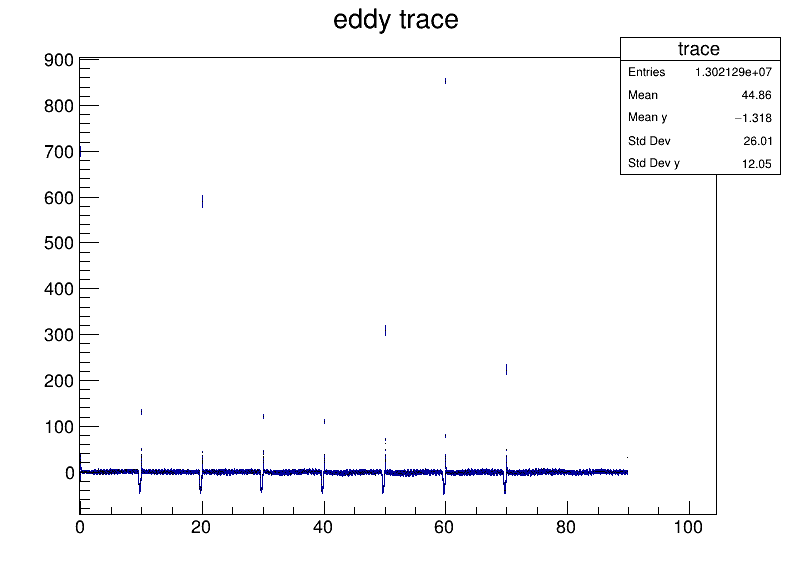 eddy trace
trace
Entries 1.302129e+07
Mean 44.86
Mean y −1.318
Std Dev 26.01
Std Dev y 12.05
900
800
700
600
500
400
300
200
100
0
0 20 40 60 80 100